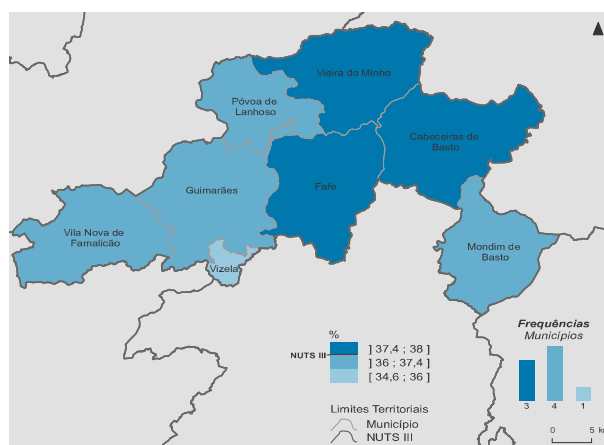 Vieira do Minho
Póvoa de
Lanhoso
Cabeceiras de
Basto
Guimarães
Fafe
Vila Nova de
Famalicão
Mondim de
Basto
Vizela
%
NUTS III
] 37,4 ; 38 ]
] 36 ; 37,4 ]
[ 34,6 ; 36 ]
Frequências
Municípios
3 4 1
Limites Territoriais
Município
NUTS III
0 5 k